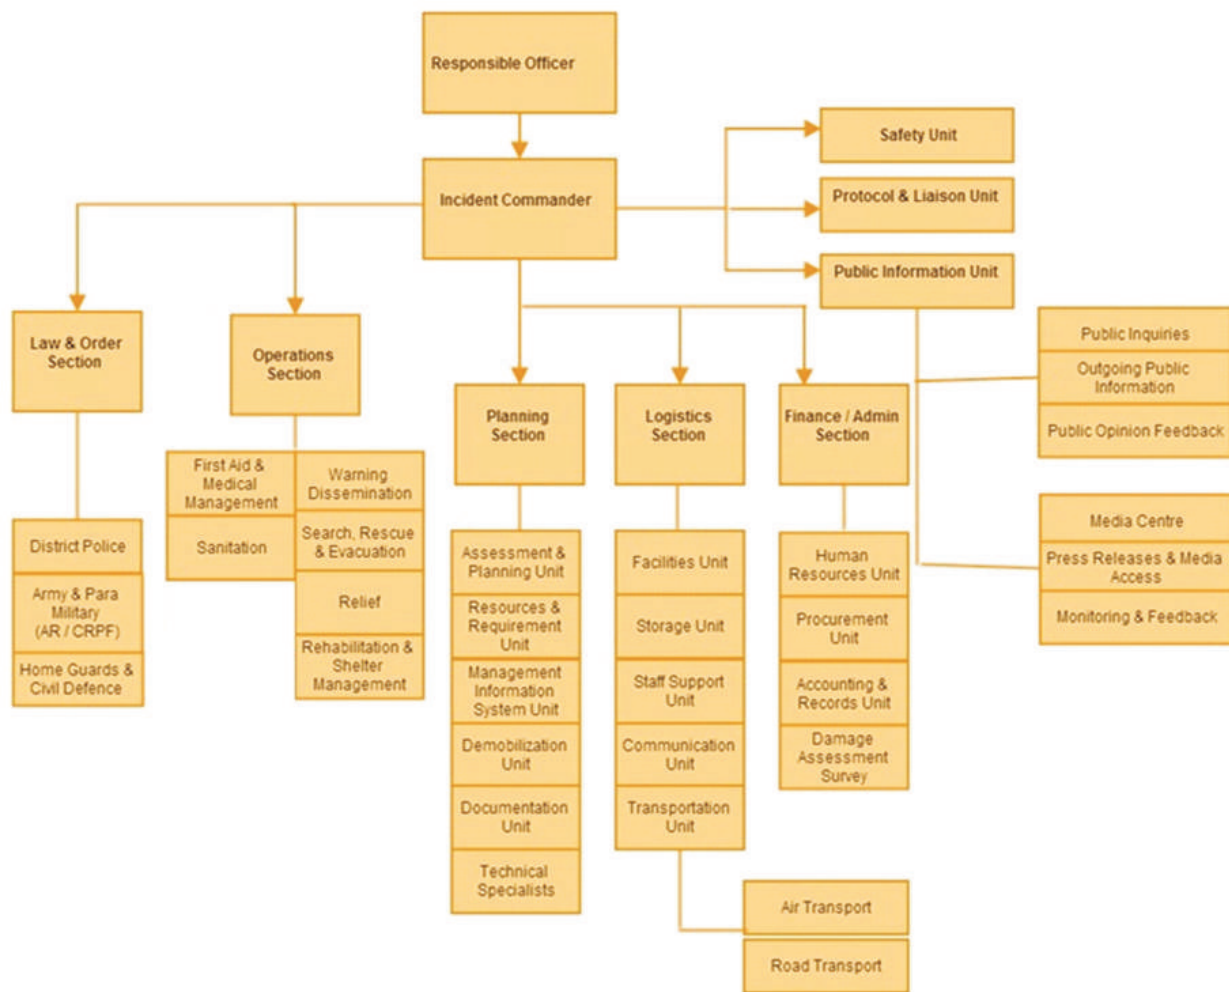 Responsible Officer
Incident Commander
Safety Unit
Protocol & Liaison Unit
Public Information Unit
Public Inquiries
Outgoing Public
Information
Public Opinion Feedback
Media Centre
Press Releases & Media
Access
Monitoring & Feedback
Law & Order
Section
District Police
Army & Para
Military
(AR / CRPF)
Home Guards &
Civil Defence
Operations
Section
First Aid &
Medical
Management
Sanitation
Warning
Dissemination
Search, Rescue
& Evacuation
Relief
Rehabilitation &
Shelter
Management
Planning
Section
Assessment &
Planning Unit
Resources &
Requirement
Unit
Management
Information
System Unit
Demobilization
Unit
Documentation
Unit
Technical
Specialists
Logistics
Section
Facilities Unit
Storage Unit
Staff Support
Unit
Communication
Unit
Transportation
Unit
Air Transport
Road Transport
Finance / Admin
Section
Human
Resources Unit
Procurement
Unit
Accounting &
Records Unit
Damage
Assessment
Survey